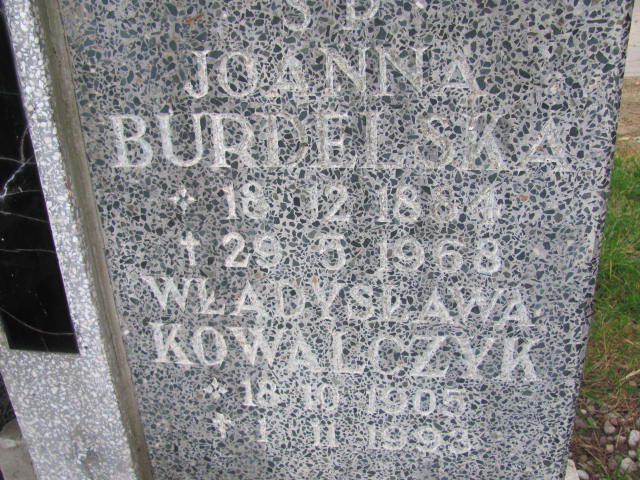 S P
JOANNA
BURDELSKA
* 18 12 1884
† 29 5 1968
WŁADYSŁAWA
KOWALCZYK
* 18 10 1905
† 1 11 1993